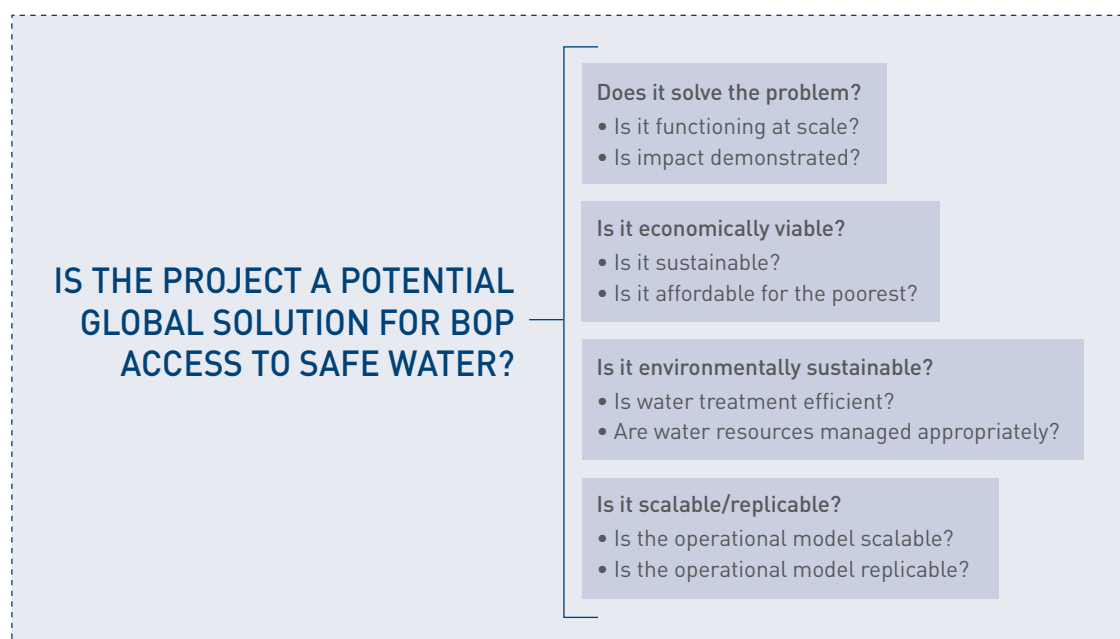 IS THE PROJECT A POTENTIAL
GLOBAL SOLUTION FOR BOP
ACCESS TO SAFE WATER?
Does it solve the problem?
• Is it functioning at scale?
• Is impact demonstrated?
Is it economically viable?
• Is it sustainable?
• Is it affordable for the poorest?
Is it environmentally sustainable?
• Is water treatment efficient?
• Are water resources managed appropriately?
Is it scalable/replicable?
• Is the operational model scalable?
• Is the operational model replicable?